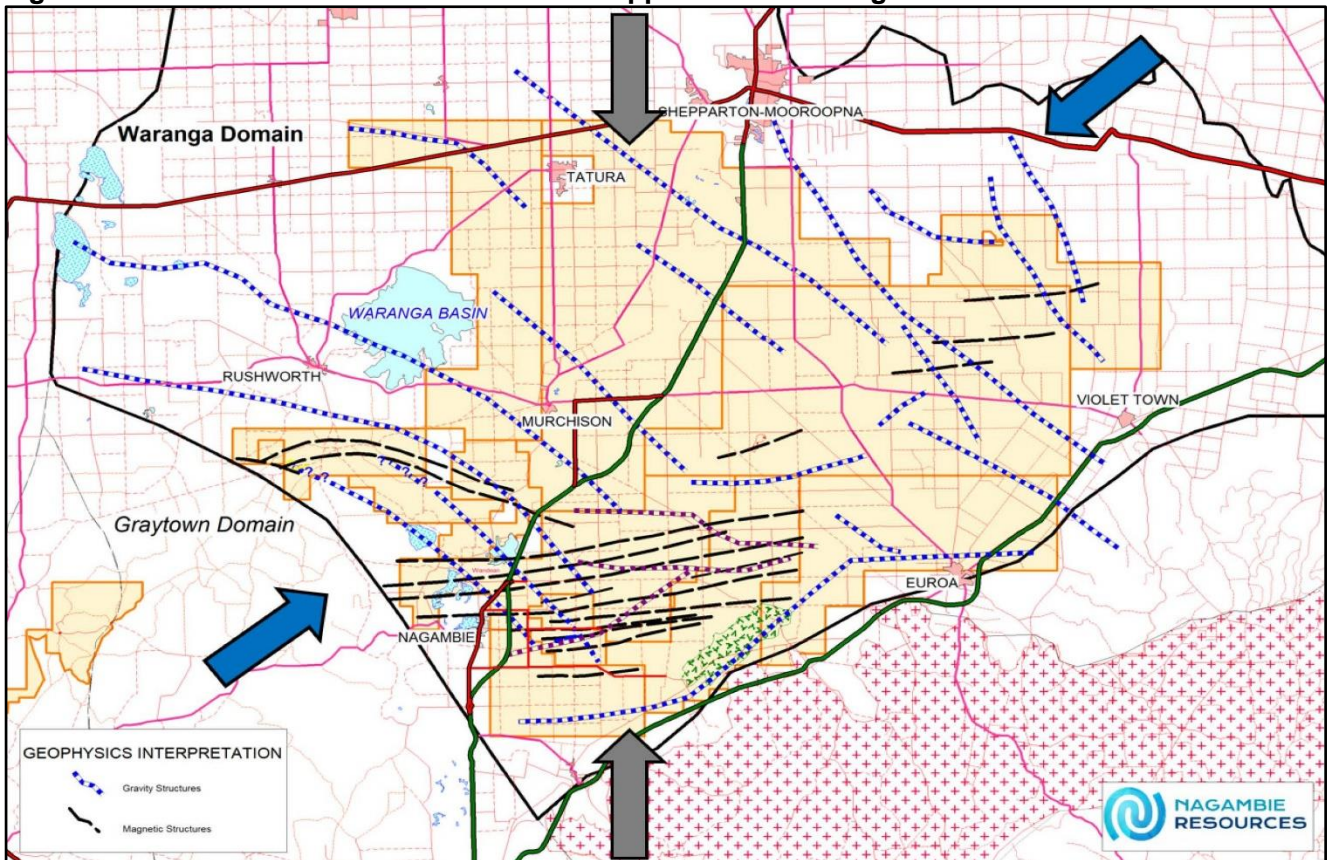 Waranga Domain
SHEPPARTON-MOOROOPNA
TATURA
WARANGA BASIN
RUSHWORTH
MURCHISON
VIOLET TOWN
Graytown Domain
EUROA
NAGAMBIE
GEOPHYSICS INTERPRETATION
Gravity Structures
Magnetic Structures
NAGAMBIE
RESOURCES